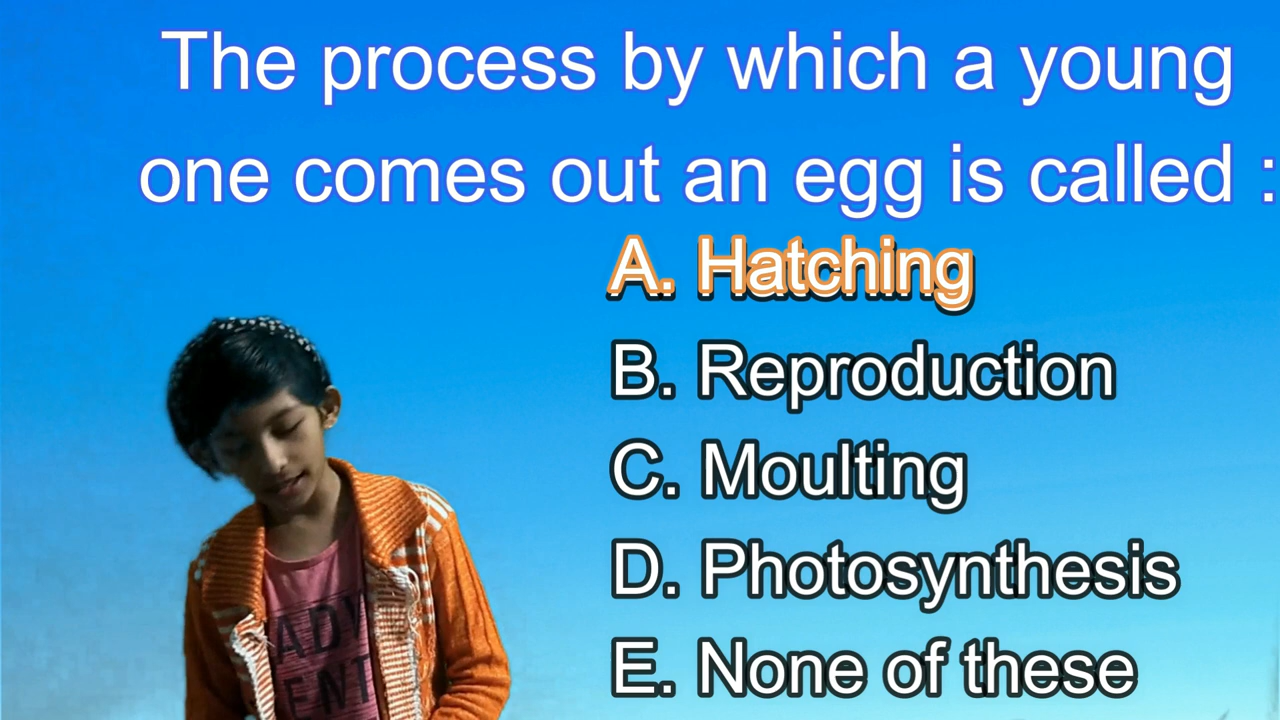 The process by which a young
one comes out an egg is called :
A. Hatching
B. Reproduction
C. Moulting
D. Photosynthesis
E. None of these